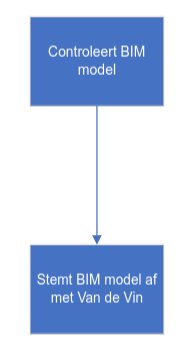 Controleert BIM
model
Stemt BIM model af
met Van de Vin